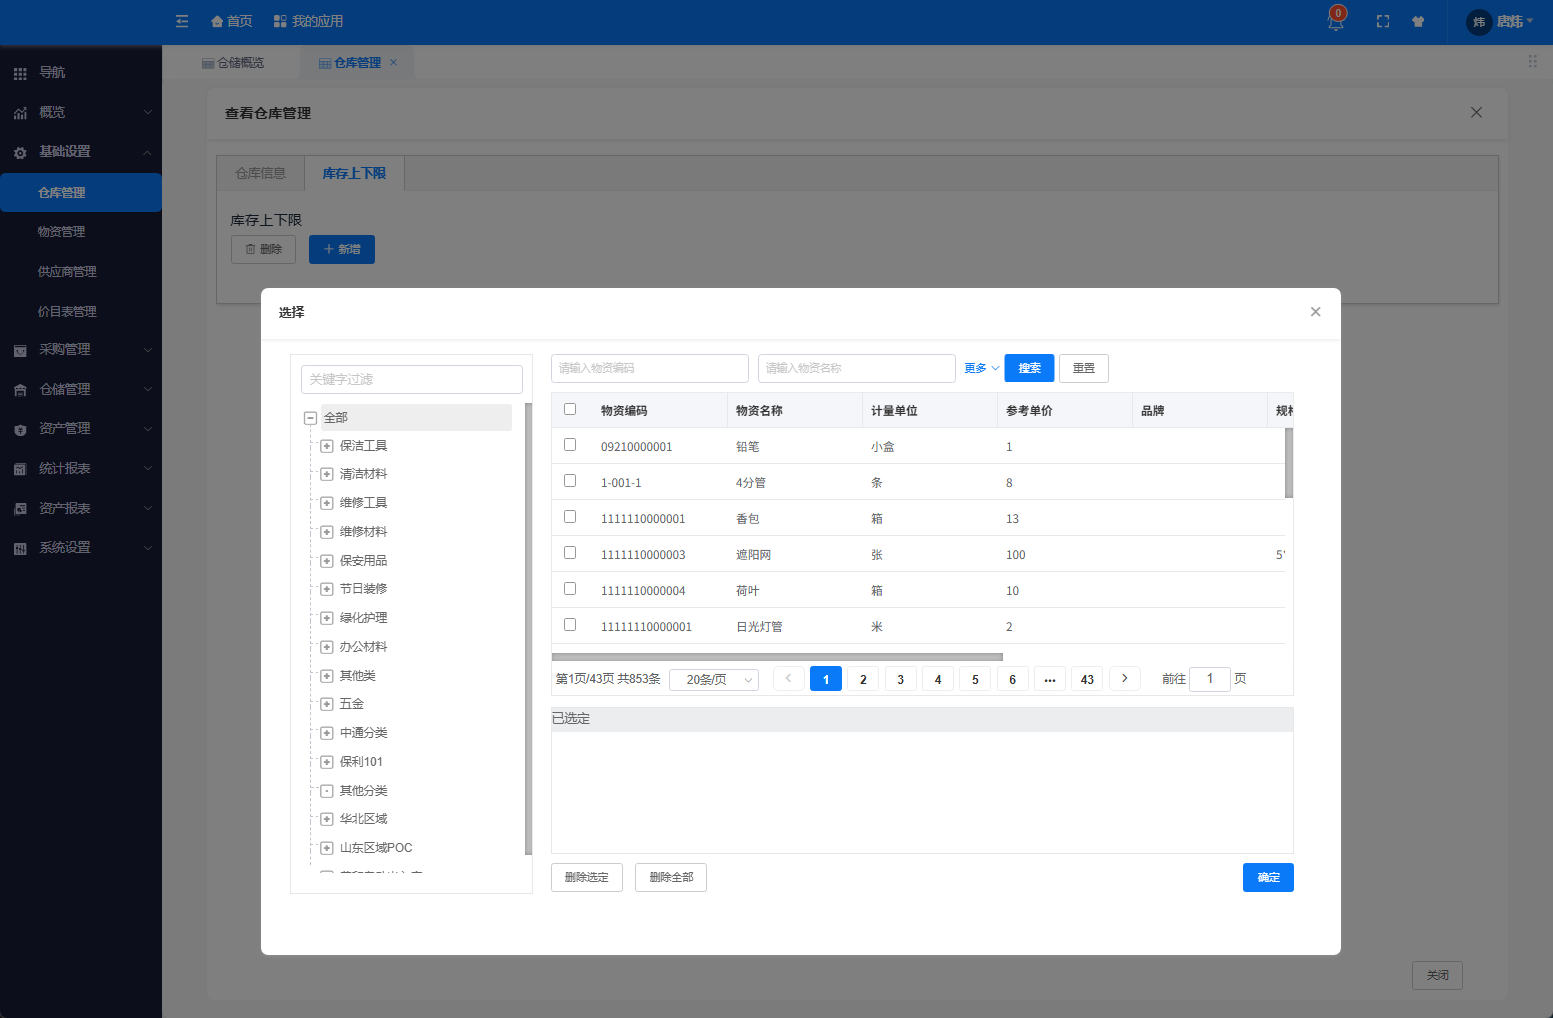 首页
我的应用
0
炜
唐炜
导航
概览
基础设置
仓库管理
物资管理
供应商管理
价目表管理
采购管理
仓储管理
资产管理
统计报表
资产报表
系统设置
仓储概览
仓库管理
查看仓库管理
仓库信息
库存上下限
库存上下限
删除
新增
选择
关键字过滤
全部
保洁工具
清洁材料
维修工具
维修材料
保安用品
节日装修
绿化护理
办公材料
其他类
五金
中通分类
保利101
其他分类
华北区域
山东区域POC
请输入物资编码
请输入物资名称
更多
搜索
重置
物资编码 物资名称 计量单位 参考单价 品牌 规格
09210000001 铅笔 小盒 1
1-001-1 4分管 条 8
1111110000001 香包 箱 13
1111110000003 遮阳网 张 100 5*
1111110000004 荷叶 箱 10
11111110000001 日光灯管 米 2
第1页/43页 共853条 20条/页 1 2 3 4 5 6 ··· 43 前往 1 页
已选定
删除选定
删除全部
确定
关闭